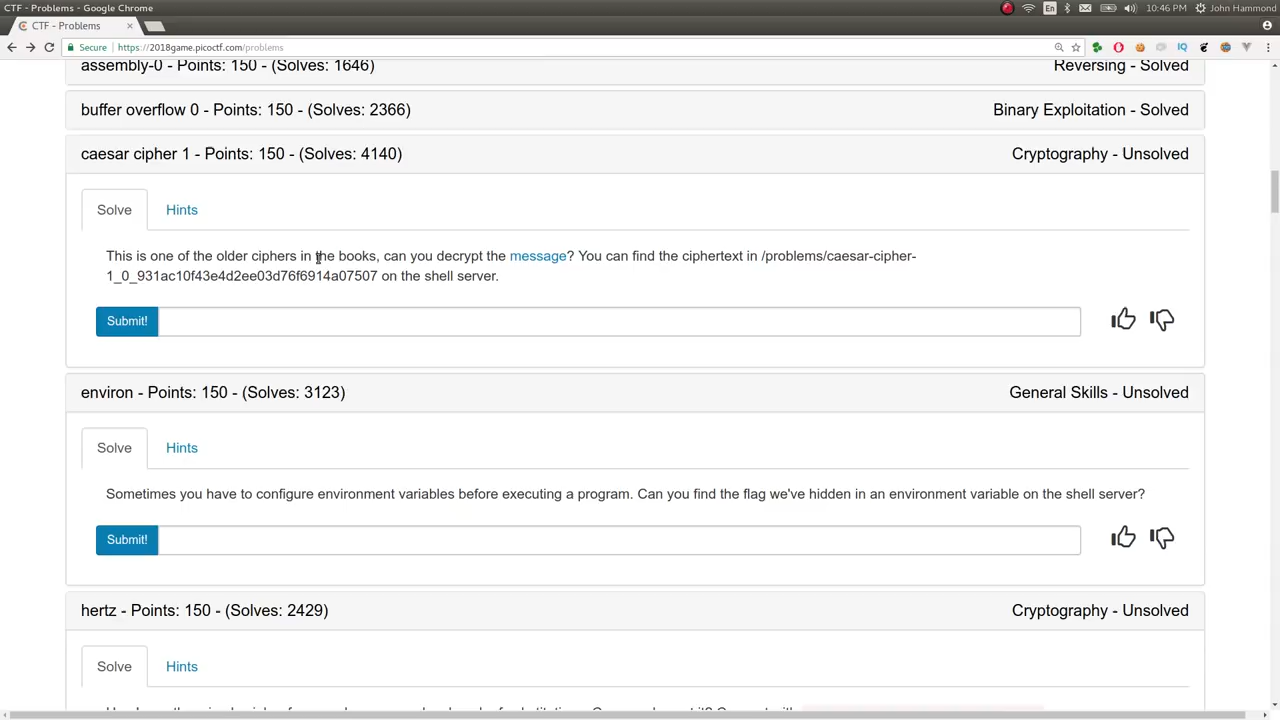 CTF - Problems - Google Chrome
En
10:46 PM
John Hammond
CTF - Problems
Secure
https://2018game.picoctf.com/problems
IQ
assembly-0 - Points: 150 - (Solves: 1646)
Reversing - Solved
buffer overflow 0 - Points: 150 - (Solves: 2366)
Binary Exploitation - Solved
caesar cipher 1 - Points: 150 - (Solves: 4140)
Cryptography - Unsolved
Solve
Hints
This is one of the older ciphers in the books, can you decrypt the message? You can find the ciphertext in /problems/caesar-cipher-
1_0_931ac10f43e4d2ee03d76f6914a07507 on the shell server.
Submit!
environ - Points: 150 - (Solves: 3123)
General Skills - Unsolved
Solve
Hints
Sometimes you have to configure environment variables before executing a program. Can you find the flag we've hidden in an environment variable on the shell server?
Submit!
hertz - Points: 150 - (Solves: 2429)
Cryptography - Unsolved
Solve
Hints